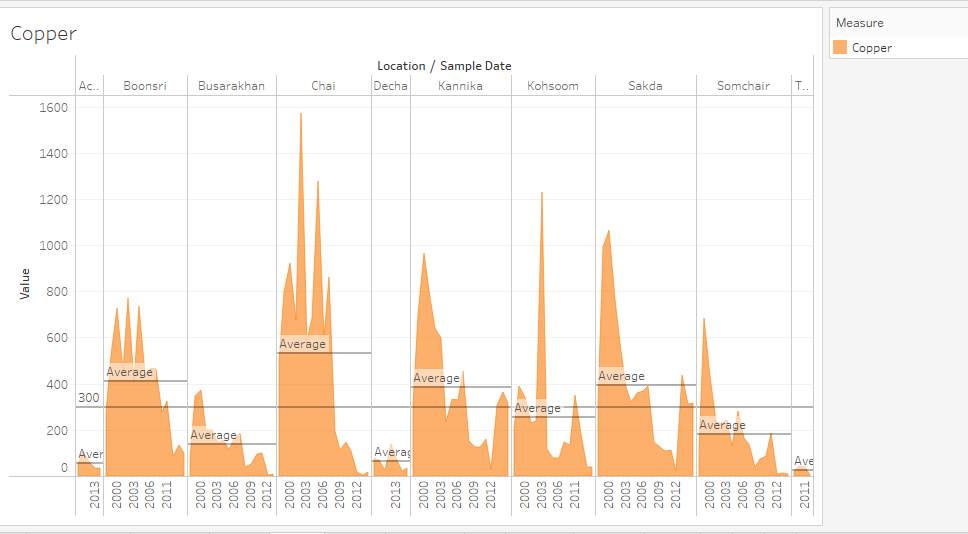 Copper
Measure
Copper
Location / Sample Date
Ac.. Boonsri Busarakhan Chai Decha Kannika Kohsoom Sakda Somchair T..
Value
1600
1400
1200
1000
800
600
400
200
0
300
Aver
Average
Average
Average
Averag
Average
Average
Average
Average
Ave
2013 2000 2003 2006 2011 2000 2003 2006 2009 2012 2000 2003 2006 2009 2012 2013 2000 2003 2006 2009 2012 2000 2003 2006 2011 2000 2003 2006 2009 2012 2000 2003 2006 2009 2012 2011